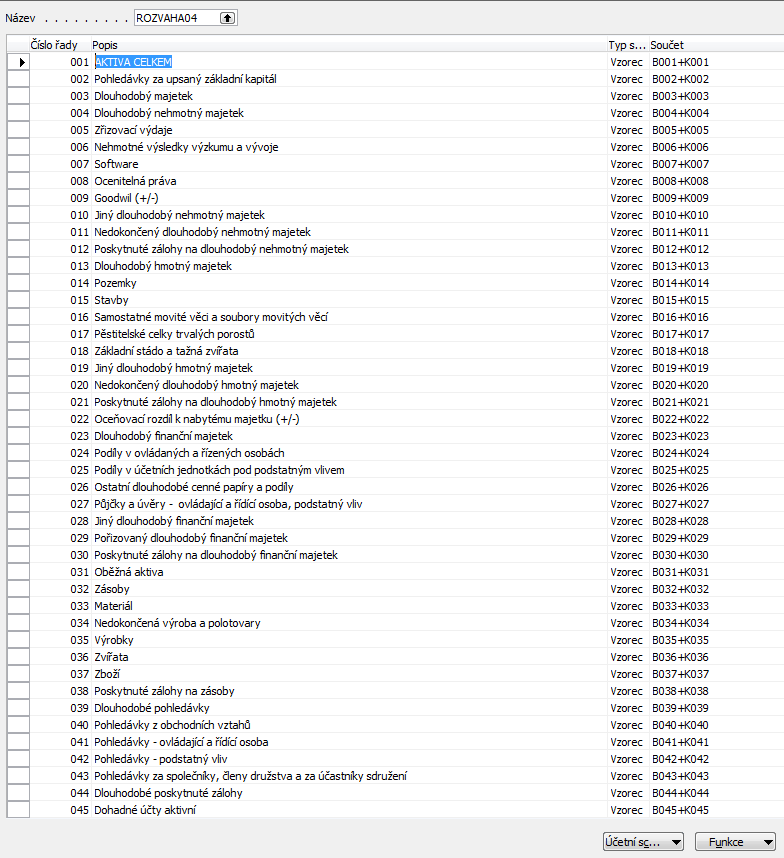 Název . . . . . . . . . ROZVAHA04
Číslo řady Popis Typ s... Součet
001 AKTIVA CELKEM Vzorec B001+K001
002 Pohledávky za upsaný základní kapitál Vzorec B002+K002
003 Dlouhodobý majetek Vzorec B003+K003
004 Dlouhodobý nehmotný majetek Vzorec B004+K004
005 Zřizovací výdaje Vzorec B005+K005
006 Nehmotné výsledky výzkumu a vývoje Vzorec B006+K006
007 Software Vzorec B007+K007
008 Ocenitelná práva Vzorec B008+K008
009 Goodwil (+/-) Vzorec B009+K009
010 Jiný dlouhodobý nehmotný majetek Vzorec B010+K010
011 Nedokončený dlouhodobý nehmotný majetek Vzorec B011+K011
012 Poskytnuté zálohy na dlouhodobý nehmotný majetek Vzorec B012+K012
013 Dlouhodobý hmotný majetek Vzorec B013+K013
014 Pozemky Vzorec B014+K014
015 Stavby Vzorec B015+K015
016 Samostatné movité věci a soubory movitých věcí Vzorec B016+K016
017 Pěstitelské celky trvalých porostů Vzorec B017+K017
018 Základní stádo a tažná zvířata Vzorec B018+K018
019 Jiný dlouhodobý hmotný majetek Vzorec B019+K019
020 Nedokončený dlouhodobý hmotný majetek Vzorec B020+K020
021 Poskytnuté zálohy na dlouhodobý hmotný majetek Vzorec B021+K021
022 Oceňovací rozdíl k nabytému majetku (+/-) Vzorec B022+K022
023 Dlouhodobý finanční majetek Vzorec B023+K023
024 Podíly v ovládaných a řízených osobách Vzorec B024+K024
025 Podíly v účetních jednotkách pod podstatným vlivem Vzorec B025+K025
026 Ostatní dlouhodobé cenné papíry a podíly Vzorec B026+K026
027 Půjčky a úvěry - ovládající a řídící osoba, podstatný vliv Vzorec B027+K027
028 Jiný dlouhodobý finanční majetek Vzorec B028+K028
029 Pořizovaný dlouhodobý finanční majetek Vzorec B029+K029
030 Poskytnuté zálohy na dlouhodobý finanční majetek Vzorec B030+K030
031 Oběžná aktiva Vzorec B031+K031
032 Zásoby Vzorec B032+K032
033 Materiál Vzorec B033+K033
034 Nedokončená výroba a polotovary Vzorec B034+K034
035 Výrobky Vzorec B035+K035
036 Zvířata Vzorec B036+K036
037 Zboží Vzorec B037+K037
038 Poskytnuté zálohy na zásoby Vzorec B038+K038
039 Dlouhodobé pohledávky Vzorec B039+K039
040 Pohledávky z obchodních vztahů Vzorec B040+K040
041 Pohledávky - ovládající a řídící osoba Vzorec B041+K041
042 Pohledávky - podstatný vliv Vzorec B042+K042
043 Pohledávky za společníky, členy družstva a za účastníky sdružení Vzorec B043+K043
044 Dlouhodobé poskytnuté zálohy Vzorec B044+K044
045 Dohadné účty aktivní Vzorec B045+K045
Účetní sc... Funkce